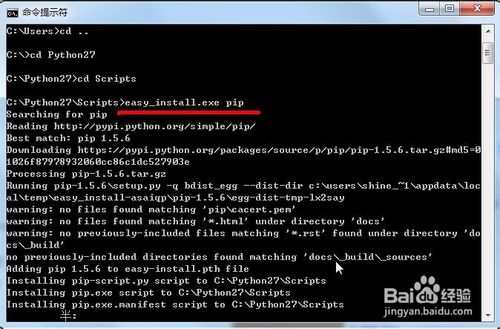 命令提示符
C:\Users>cd ..
C:\>cd Python27
C:\Python27>cd Scripts
C:\Python27\Scripts>easy_install.exe pip
Searching for pip
Reading http://pypi.python.org/simple/pip/
Best match: pip 1.5.6
Downloading https://pypi.python.org/packages/source/p/pip/pip-1.5.6.tar.gz#md5=0
1026f87978932060cc86c1dc527903e
Processing pip-1.5.6.tar.gz
Running pip-1.5.6\setup.py -q bdist_egg --dist-dir c:\users\shine_~1\appdata\loc
al\temp\easy_install-asaiqp\pip-1.5.6\egg-dist-tmp-lx2say
warning: no files found matching 'pip\cacert.pem'
warning: no files found matching '*.html' under directory 'docs'
warning: no previously-included files matching '*.rst' found under directory 'do
cs\_build'
no previously-included directories found matching 'docs\_build\_sources'
Adding pip 1.5.6 to easy-install.pth file
Installing pip-script.py script to C:\Python27\Scripts
Installing pip.exe script to C:\Python27\Scripts
Installing pip.exe.manifest script to C:\Python27\Scripts
半:
Baidu 经验
jingyan.baidu.com